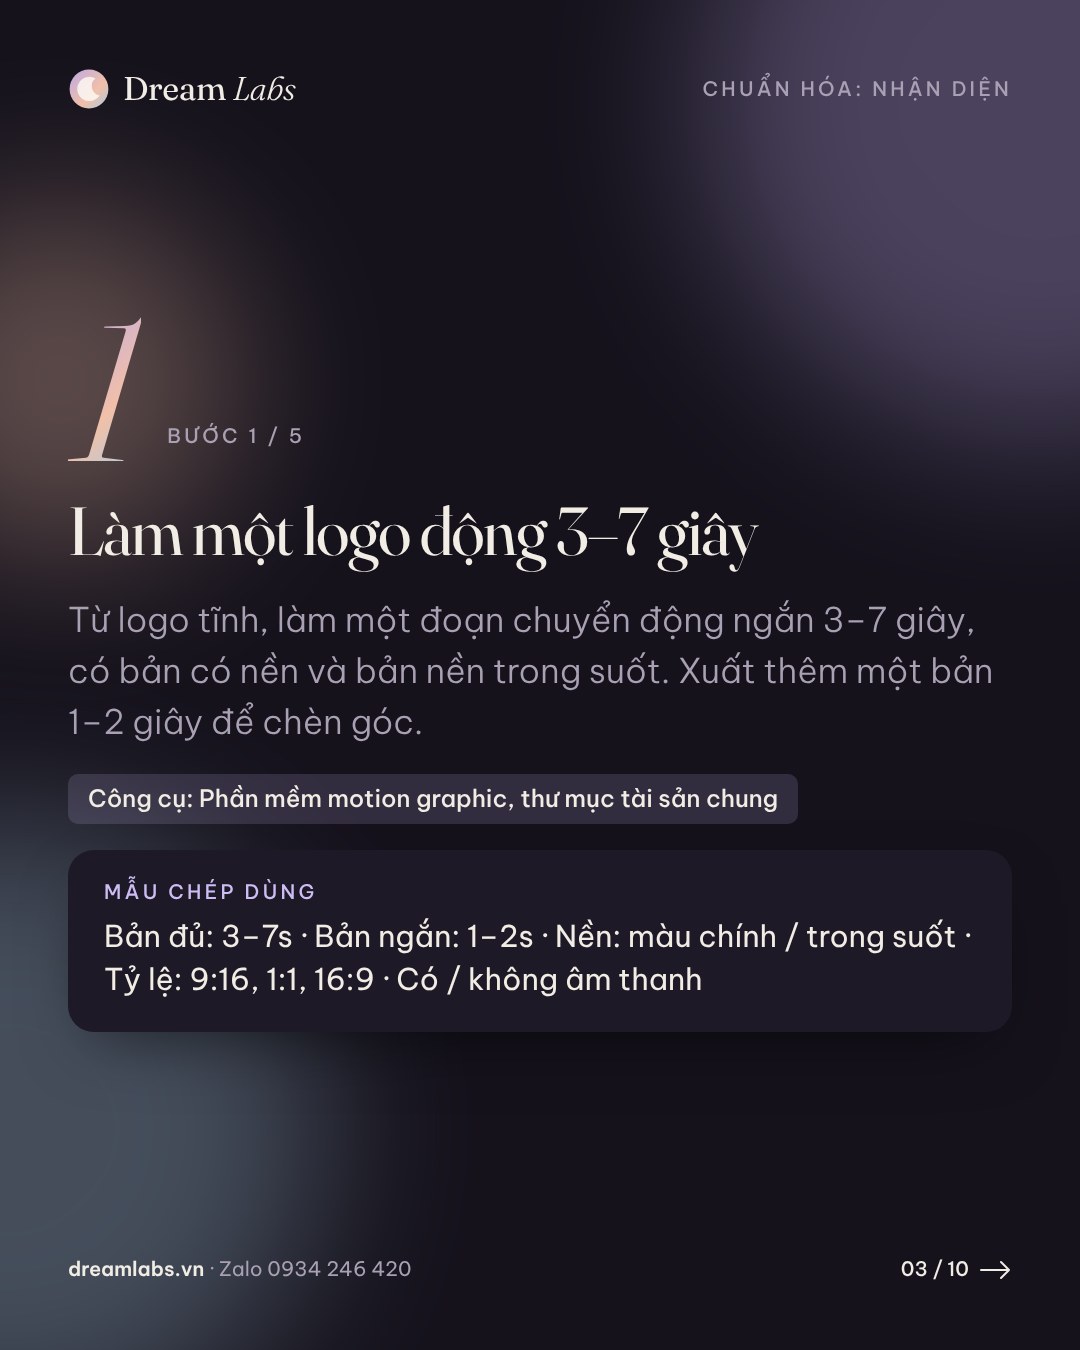 Dream Labs
CHUẨN HÓA: NHẬN DIỆN
1
BƯỚC 1 / 5
Làm một logo động 3–7 giây
Từ logo tĩnh, làm một đoạn chuyển động ngắn 3–7 giây,
có bản có nền và bản nền trong suốt. Xuất thêm một bản
1–2 giây để chèn góc.
Công cụ: Phần mềm motion graphic, thư mục tài sản chung
MẪU CHÉP DÙNG
Bản đủ: 3–7s · Bản ngắn: 1–2s · Nền: màu chính / trong suốt ·
Tỷ lệ: 9:16, 1:1, 16:9 · Có / không âm thanh
dreamlabs.vn · Zalo 0934 246 420
03 / 10 →